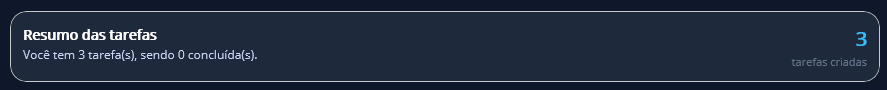 Resumo das tarefas
Você tem 3 tarefa(s), sendo 0 concluída(s).
3
tarefas criadas